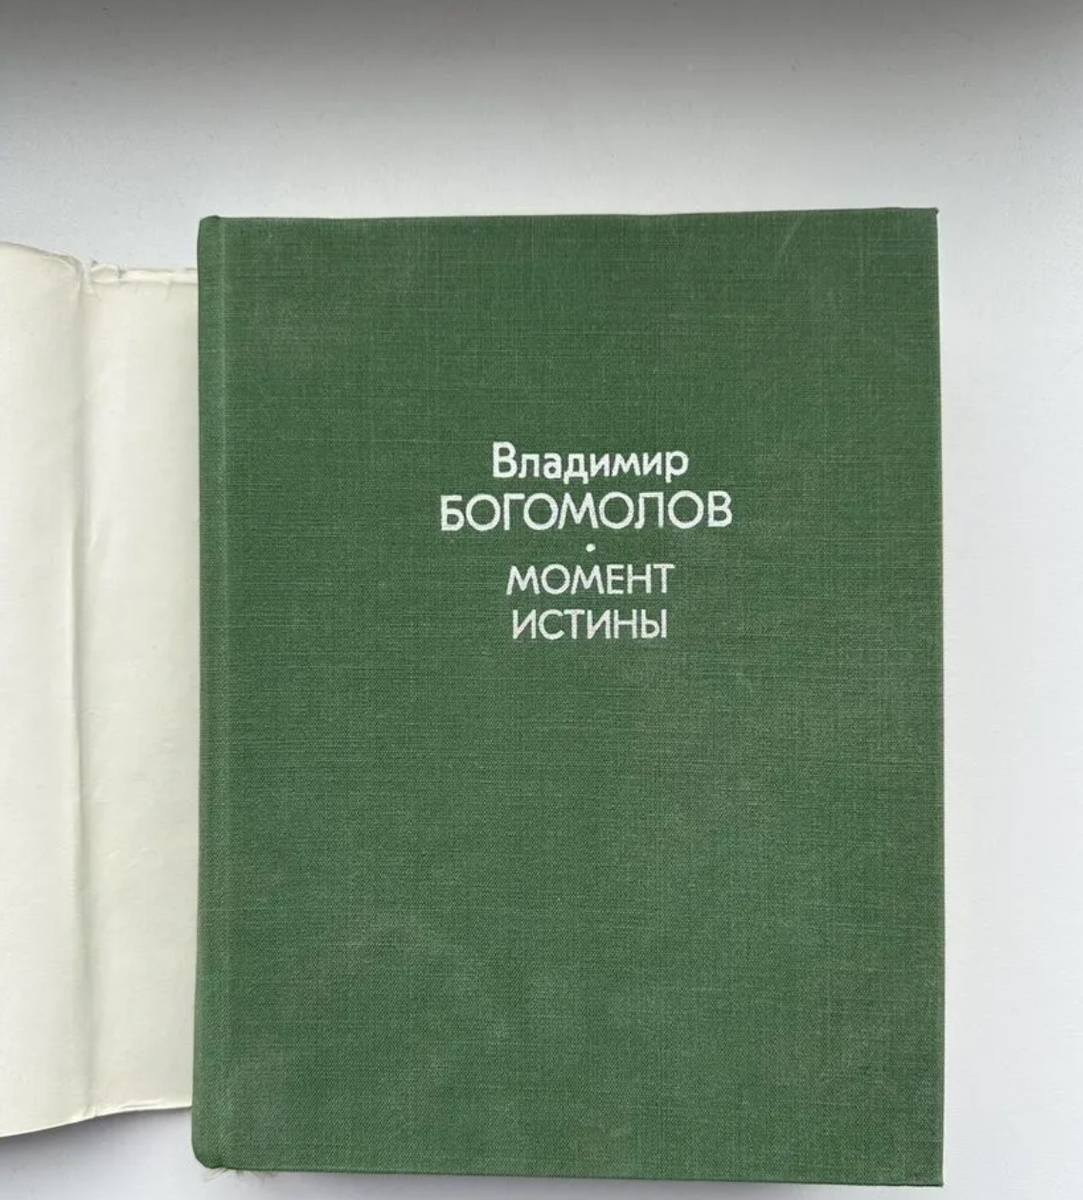 Владимир
БОГОМОЛОВ
·
МОМЕНТ
ИСТИНЫ